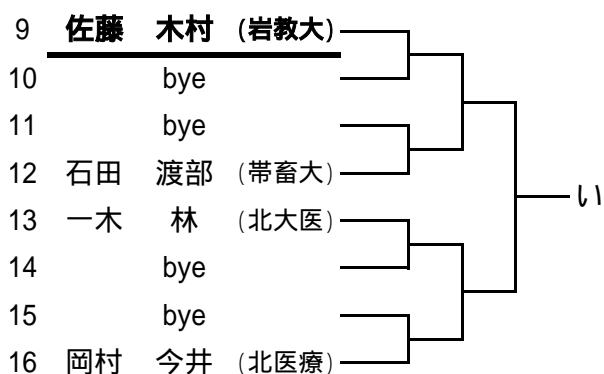 9 佐藤 木村 (岩教大)
10 bye
11 bye
12 石田 渡部 (帯畜大)
13 一木 林 (北大医)
14 bye
15 bye
16 岡村 今井 (北医療)
い